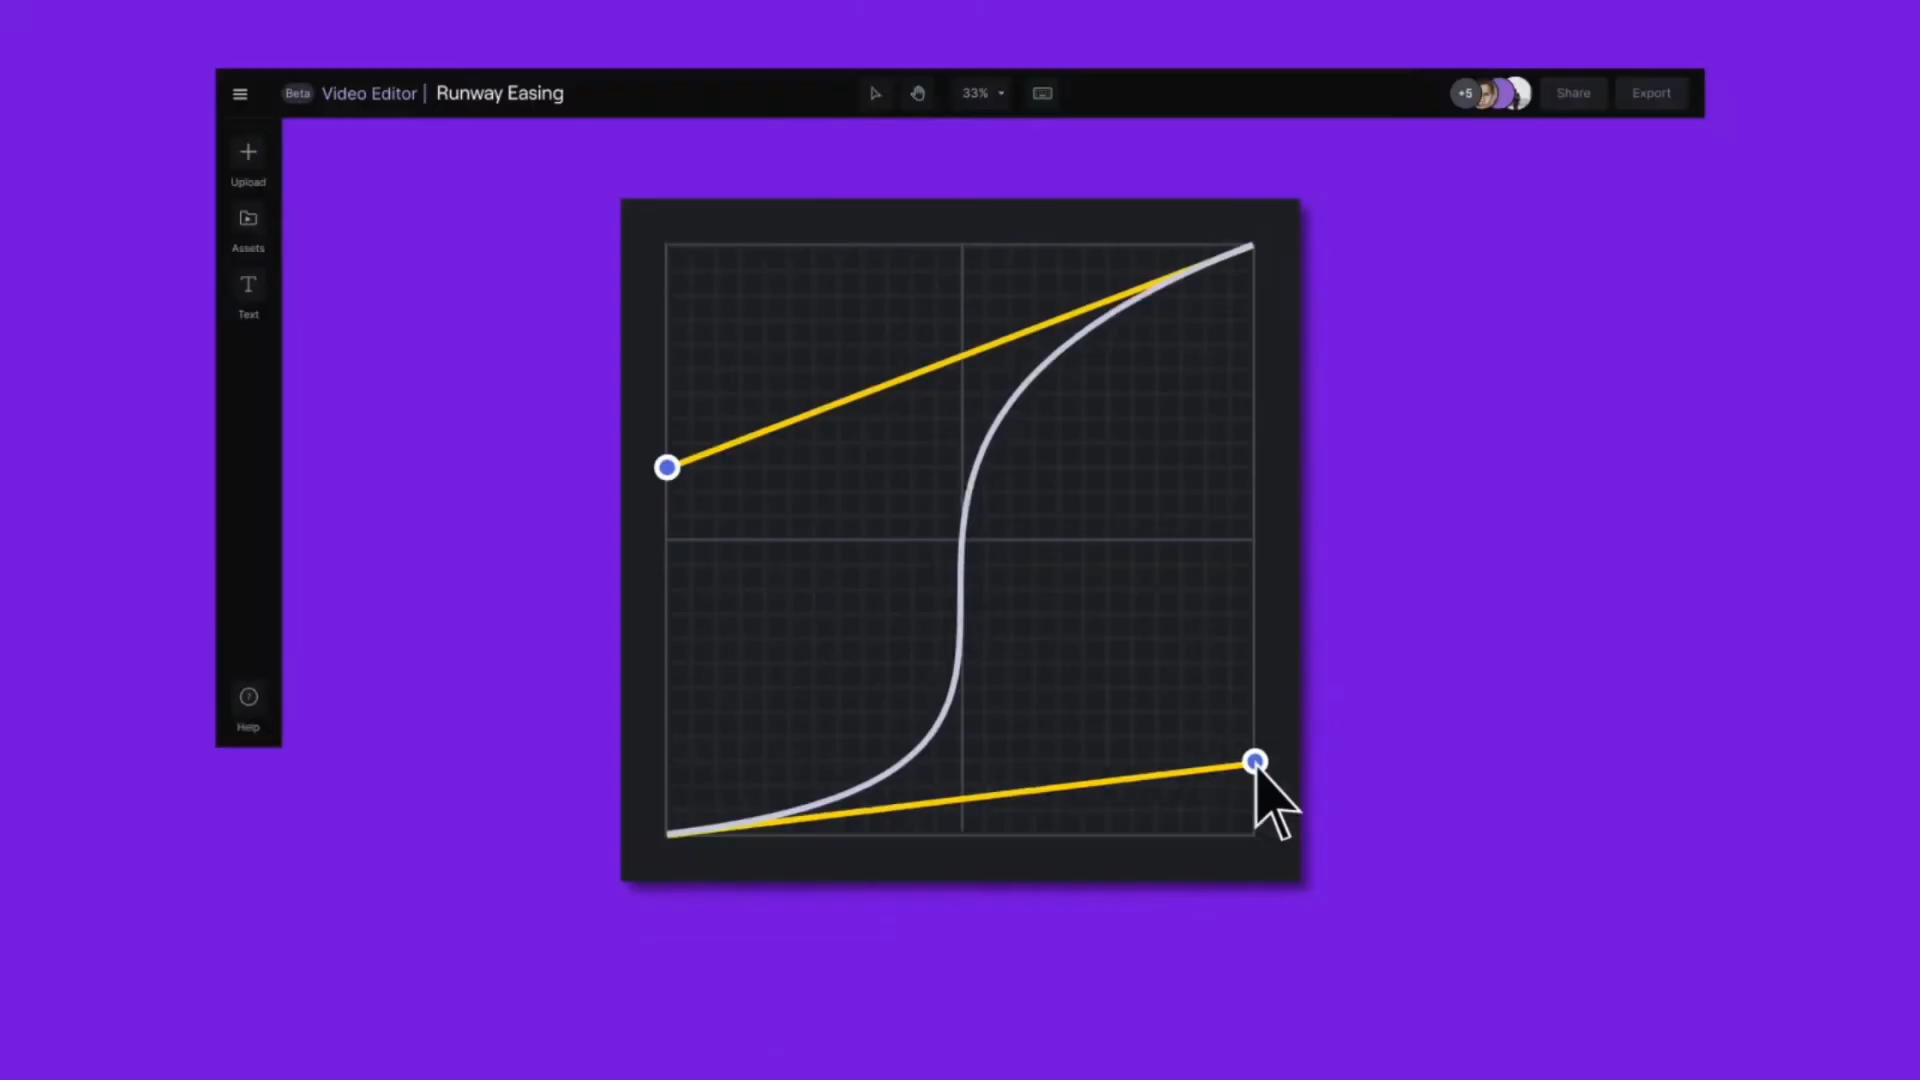 Beta Video Editor | Runway Easing
33%
+5
Share
Export
Upload
Assets
Text
Help